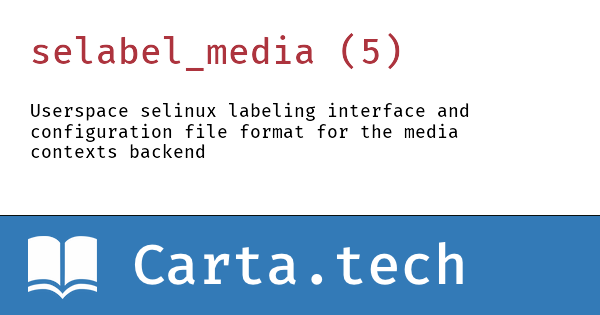 selabel_media (5)
Userspace selinux labeling interface and
configuration file format for the media
contexts backend
Carta.tech